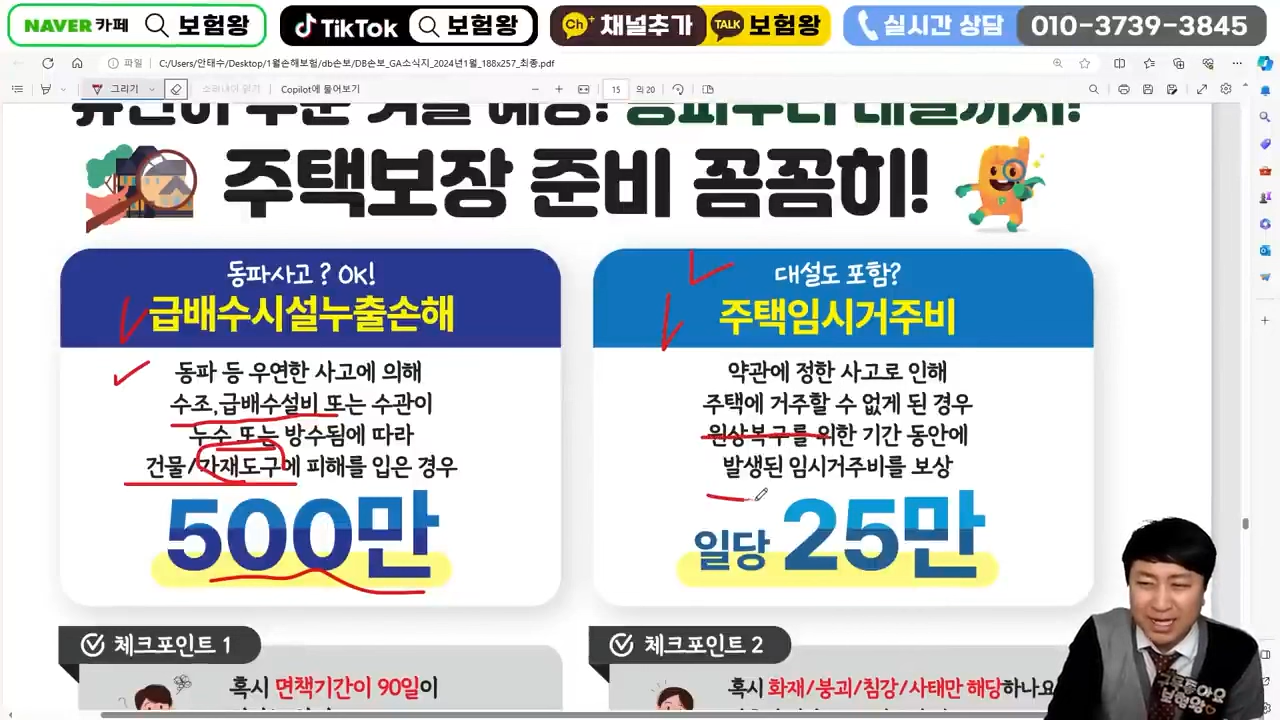 NAVER 카페 보험왕
TikTok 보험왕
Ch+ 채널추가 TALK 보험왕
실시간 상담 010-3739-3845
파일 C:/Users/안태수/Desktop/1월손해보험/db손보/DB손보_GA소식지_2024년1월_188x257_최종.pdf
그리기 소리내어 읽기 Copilot에 물어보기 15 의 20
주택보장 준비 꼼꼼히!
동파사고 ? OK!
급배수시설누출손해
동파 등 우연한 사고에 의해
수조,급배수설비 또는 수관이
누수 또는 방수됨에 따라
건물/가재도구에 피해를 입은 경우
500만
대설도 포함?
주택임시거주비
약관에 정한 사고로 인해
주택에 거주할 수 없게 된 경우
원상복구를 위한 기간 동안에
발생된 임시거주비를 보상
일당 25만
체크포인트 1
혹시 면책기간이 90일이
체크포인트 2
혹시 화재/붕괴/침강/사태만 해당하나요
보험왕